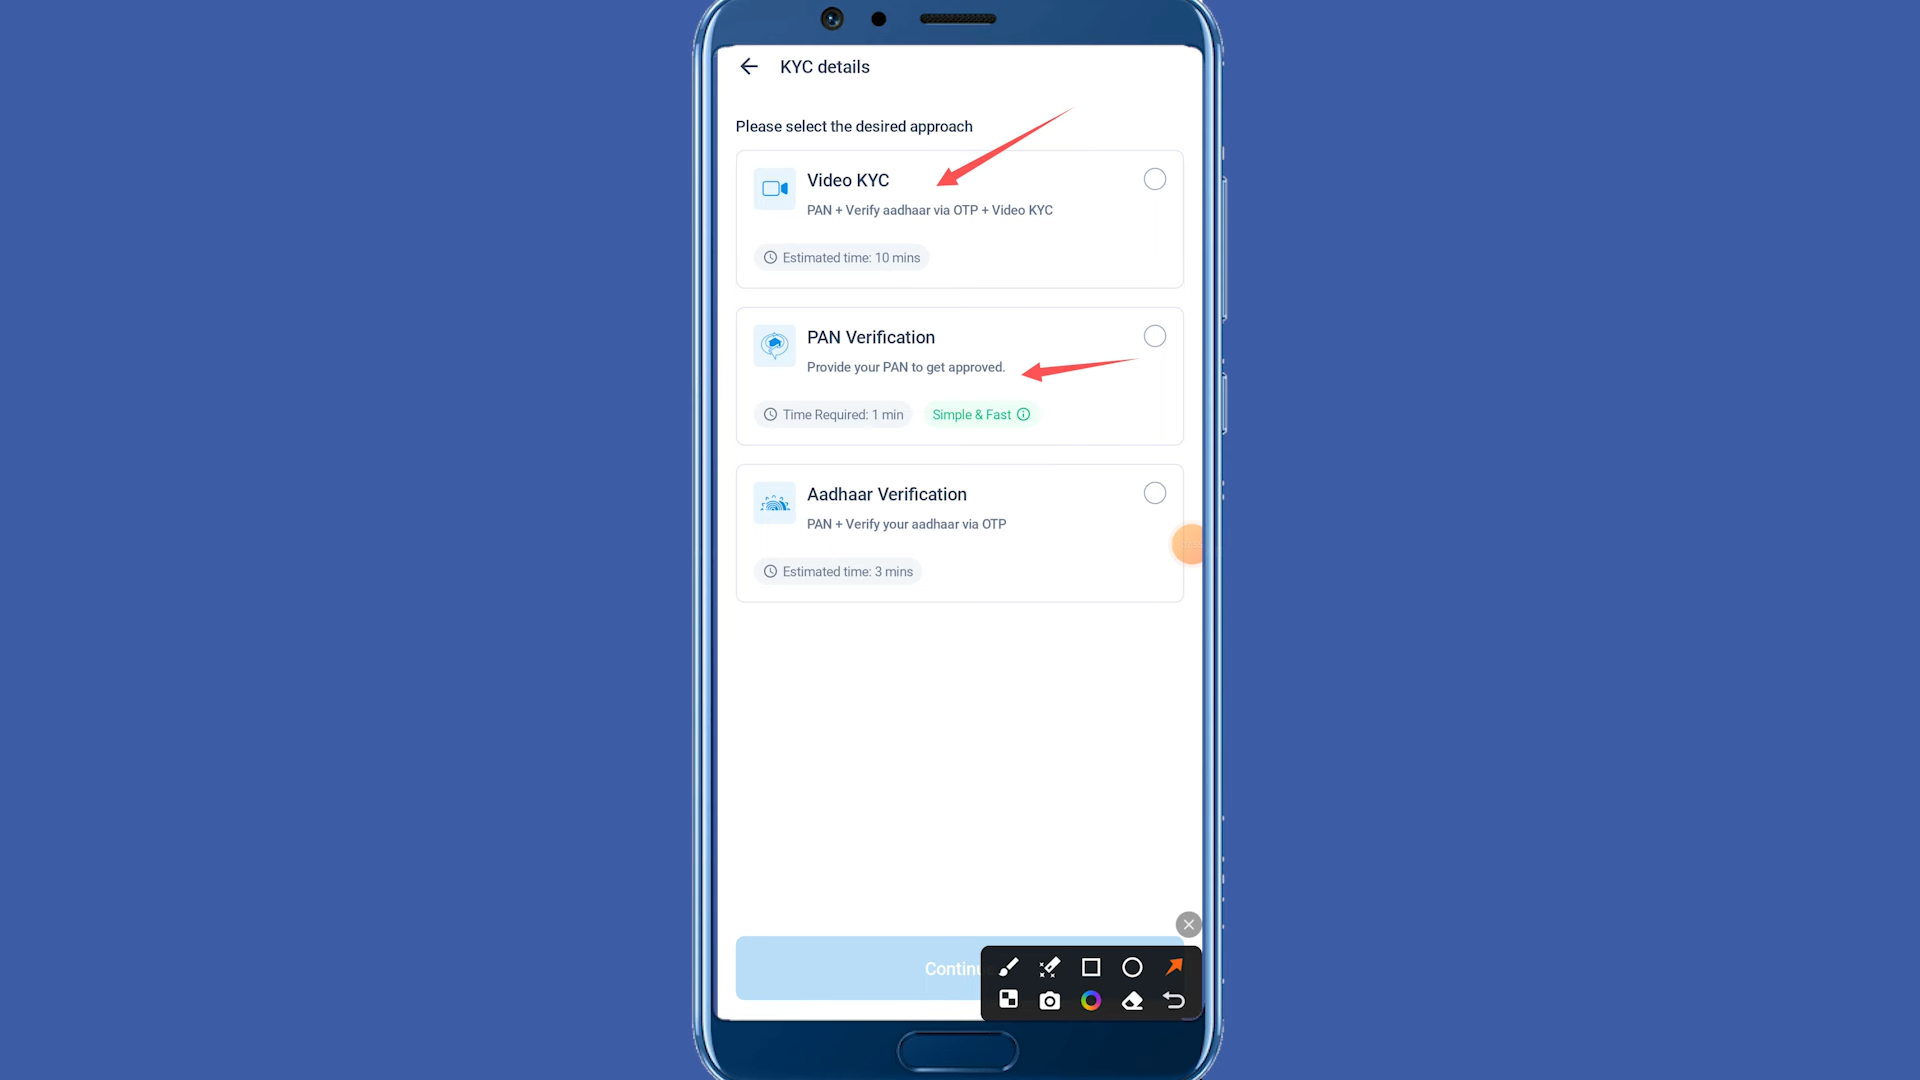 KYC details
Please select the desired approach
Video KYC
PAN + Verify aadhaar via OTP + Video KYC
Estimated time: 10 mins
PAN Verification
Provide your PAN to get approved.
Time Required: 1 min Simple & Fast
Aadhaar Verification
PAN + Verify your aadhaar via OTP
Estimated time: 3 mins